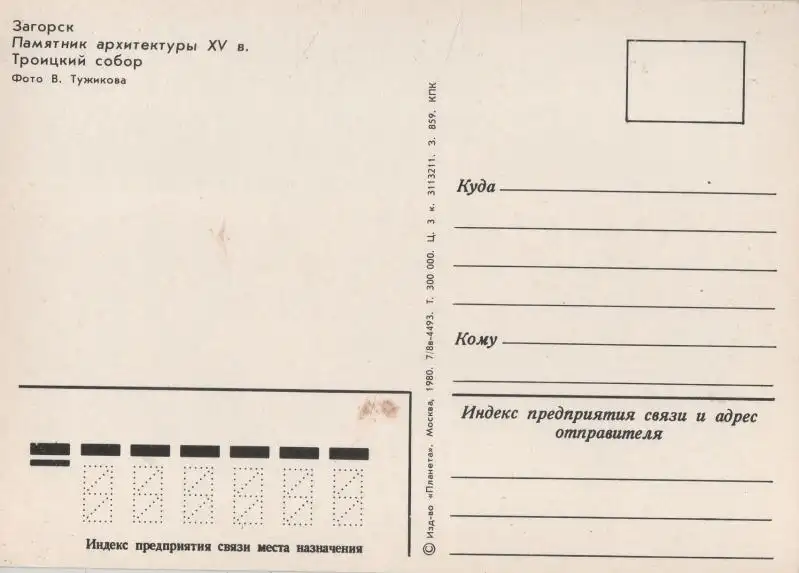 Загорск
Памятник архитектуры XV в.
Троицкий собор
Фото В. Тужикова
© Изд-во «Планета». Москва, 1980. 7/8в-4493. Т. 300 000. Ц. 3 к. 3113211. З. 859. КПК
Куда
Кому
Индекс предприятия связи и адрес
отправителя
Индекс предприятия связи места назначения